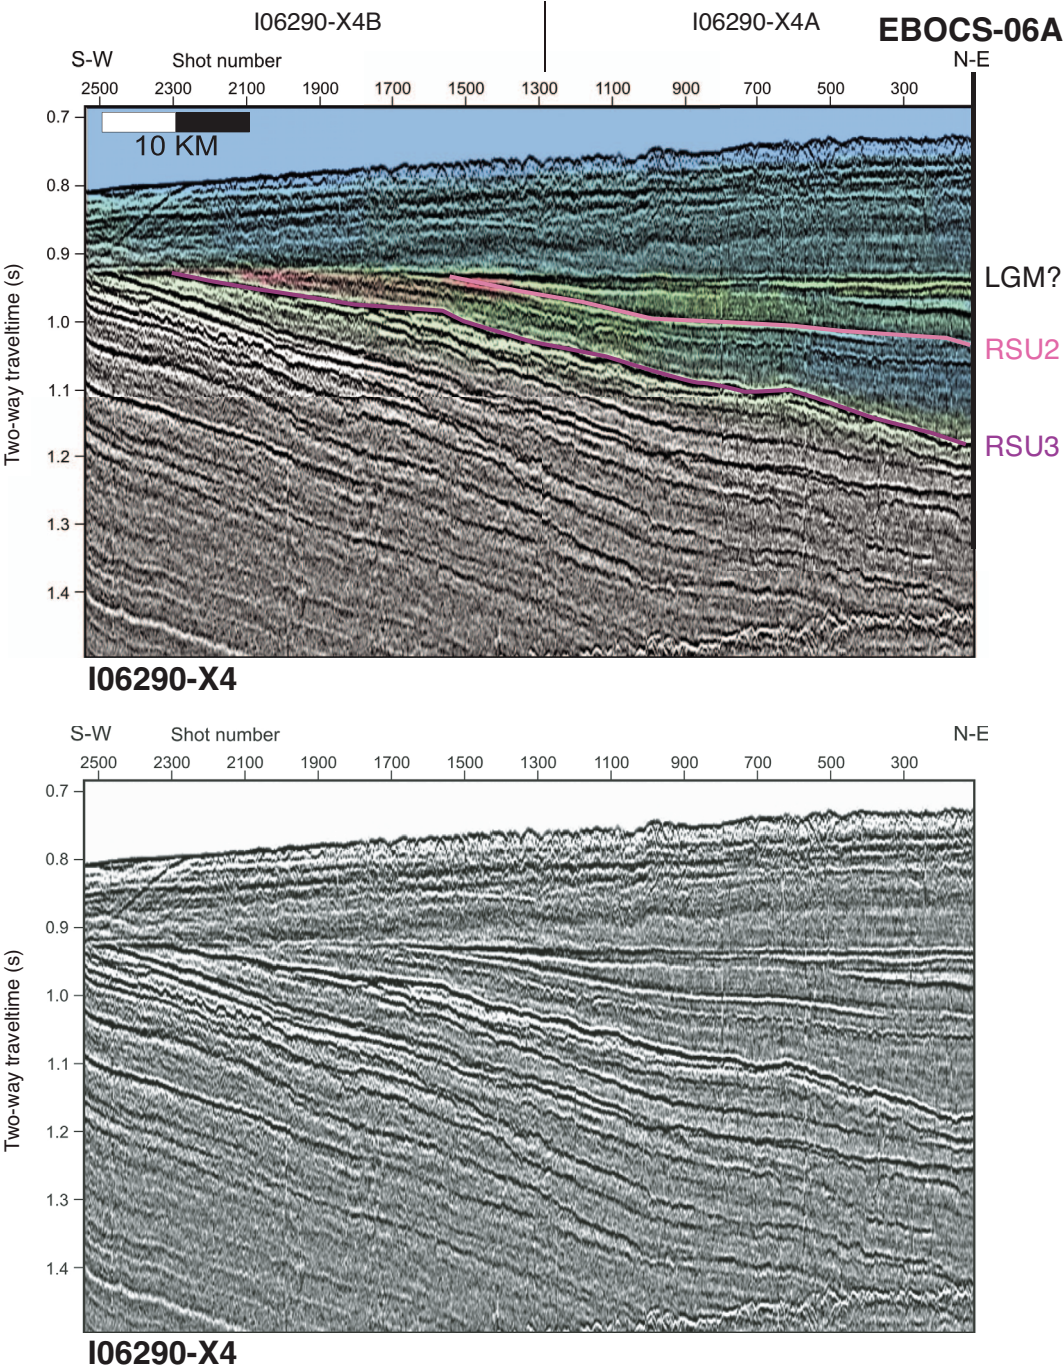 I06290-X4B I06290-X4A EBOCS-06A
S-W Shot number N-E
2500 2300 2100 1900 1700 1500 1300 1100 900 700 500 300
0.7
10 KM
0.8
0.9
LGM?
1.0
RSU2
1.1
RSU3
1.2
1.3
1.4
Two-way traveltime (s)
I06290-X4
S-W Shot number N-E
2500 2300 2100 1900 1700 1500 1300 1100 900 700 500 300
0.7
0.8
0.9
1.0
1.1
1.2
1.3
1.4
Two-way traveltime (s)
I06290-X4